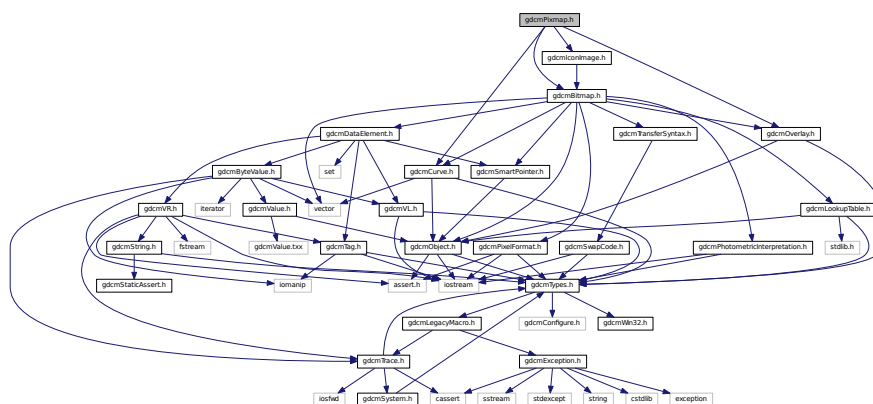 gdcmPixmap.h
gdcmIconImage.h
gdcmBitmap.h
gdcmDataElement.h
gdcmTransferSyntax.h
gdcmOverlay.h
gdcmByteValue.h
set
gdcmCurve.h
gdcmSmartPointer.h
gdcmVR.h
iterator
gdcmValue.h
vector
gdcmVL.h
gdcmLookupTable.h
gdcmString.h
fstream
gdcmValue.txx
gdcmTag.h
gdcmObject.h
gdcmPixelFormat.h
gdcmSwapCode.h
gdcmPhotometricInterpretation.h
stdlib.h
gdcmStaticAssert.h
iomanip
assert.h
iostream
gdcmTypes.h
gdcmLegacyMacro.h
gdcmConfigure.h
gdcmWin32.h
gdcmTrace.h
gdcmException.h
iosfwd
gdcmSystem.h
cassert
sstream
stdexcept
string
cstdlib
exception